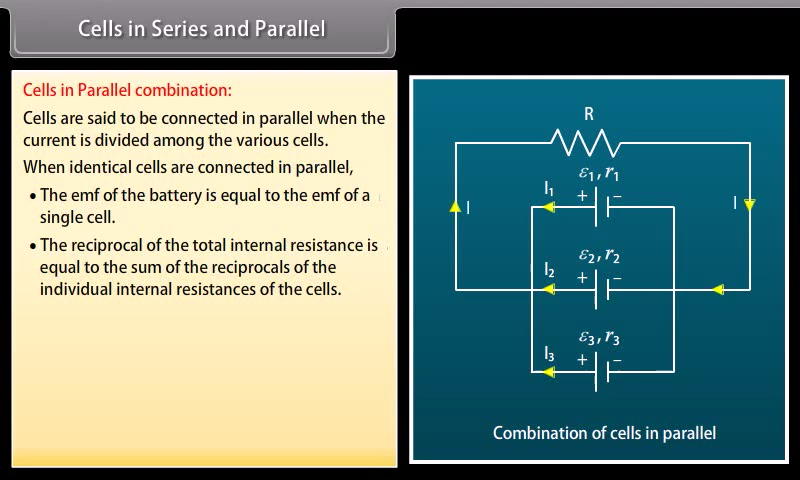 Cells in Series and Parallel
Cells in Parallel combination:
Cells are said to be connected in parallel when the
current is divided among the various cells.
When identical cells are connected in parallel,
• The emf of the battery is equal to the emf of a
single cell.
• The reciprocal of the total internal resistance is
equal to the sum of the reciprocals of the
individual internal resistances of the cells.
R
ε₁, r₁
I₁ + −
I I
ε₂, r₂
I₂ + −
ε₃, r₃
I₃ + −
Combination of cells in parallel